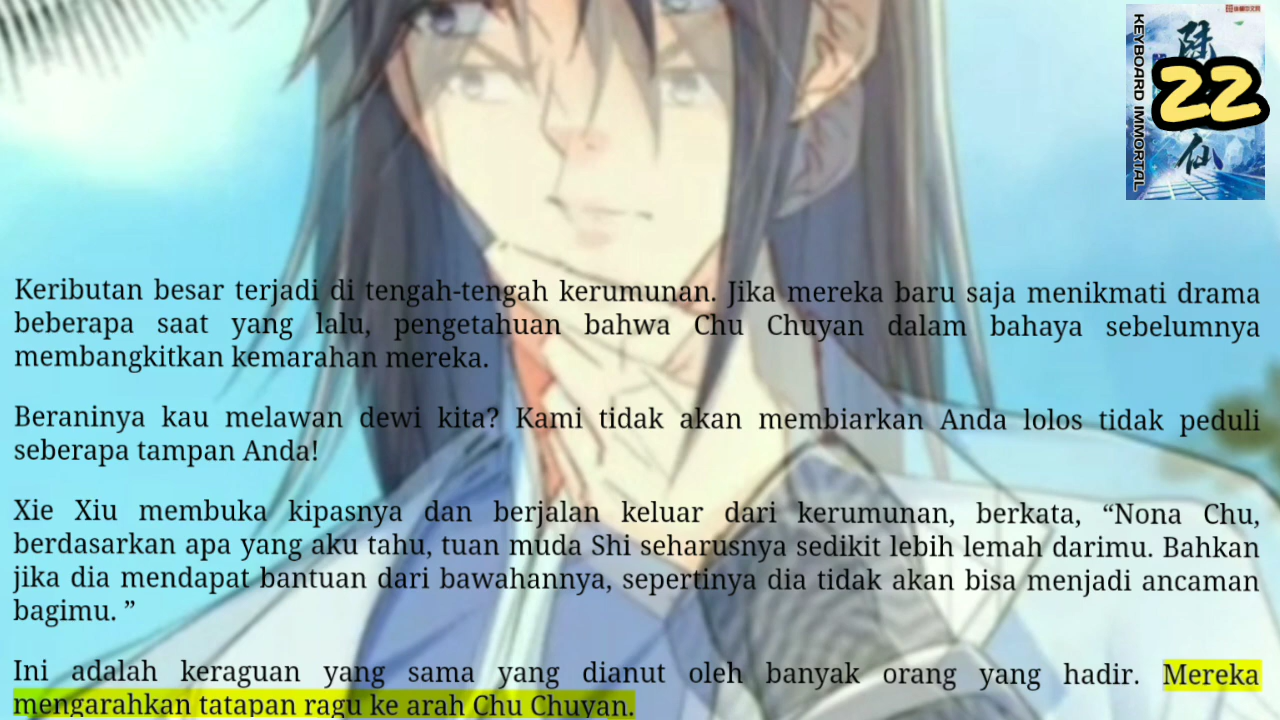 KEYBOARD IMMORTAL
22
仙
Keributan besar terjadi di tengah-tengah kerumunan. Jika mereka baru saja menikmati drama
beberapa saat yang lalu, pengetahuan bahwa Chu Chuyan dalam bahaya sebelumnya
membangkitkan kemarahan mereka.
Beraninya kau melawan dewi kita? Kami tidak akan membiarkan Anda lolos tidak peduli
seberapa tampan Anda!
Xie Xiu membuka kipasnya dan berjalan keluar dari kerumunan, berkata, “Nona Chu,
berdasarkan apa yang aku tahu, tuan muda Shi seharusnya sedikit lebih lemah darimu. Bahkan
jika dia mendapat bantuan dari bawahannya, sepertinya dia tidak akan bisa menjadi ancaman
bagimu. ”
Ini adalah keraguan yang sama yang dianut oleh banyak orang yang hadir. Mereka
mengarahkan tatapan ragu ke arah Chu Chuyan.